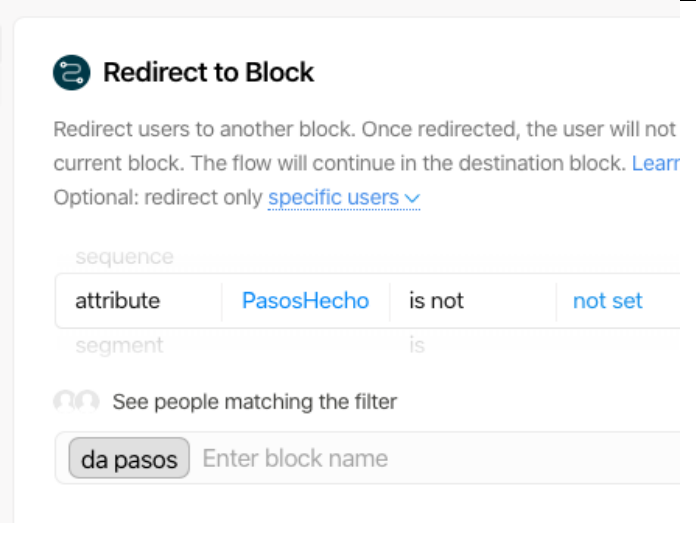 Redirect to Block
Redirect users to another block. Once redirected, the user will not
current block. The flow will continue in the destination block. Learn
Optional: redirect only specific users
sequence
attribute PasosHecho is not not set
segment is
See people matching the filter
da pasos Enter block name